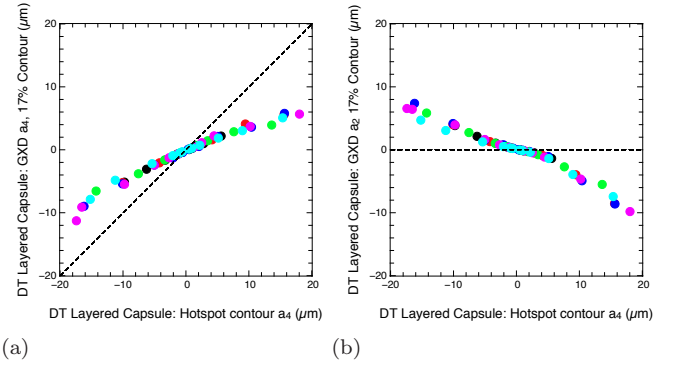 DT Layered Capsule: GXD a₄, 17% Contour (μm)
20
10
0
−10
−20
−20 −10 0 10 20
DT Layered Capsule: Hotspot contour a₄ (μm)
(a)
DT Layered Capsule: GXD a₂ 17% Contour (μm)
20
10
0
−10
−20
−20 −10 0 10 20
DT Layered Capsule: Hotspot contour a₄ (μm)
(b)